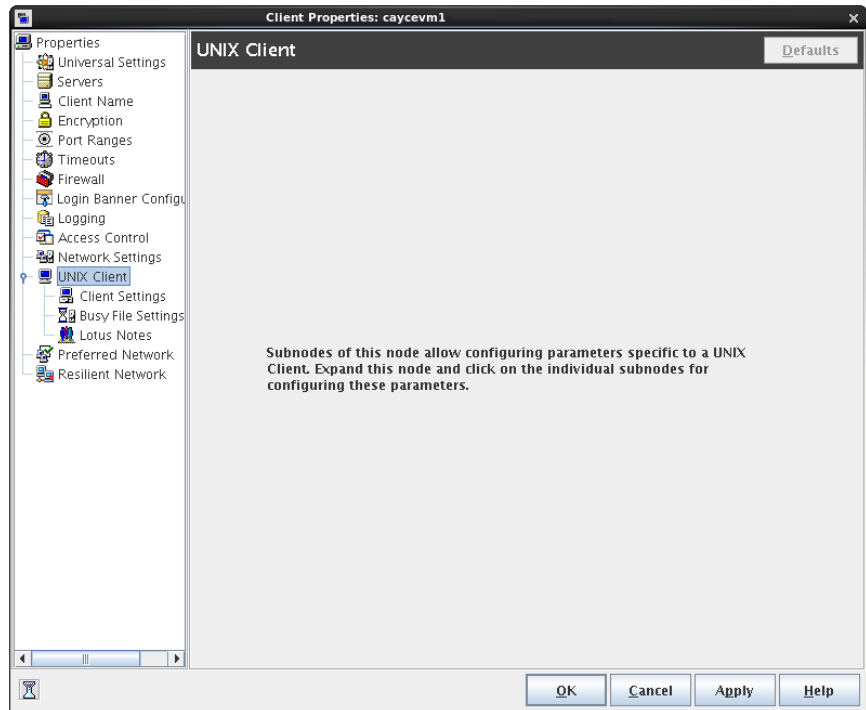 Client Properties: caycevm1
Properties
Universal Settings
Servers
Client Name
Encryption
Port Ranges
Timeouts
Firewall
Login Banner Configu
Logging
Access Control
Network Settings
UNIX Client
Client Settings
Busy File Settings
Lotus Notes
Preferred Network
Resilient Network
UNIX Client
Defaults
Subnodes of this node allow configuring parameters specific to a UNIX
Client. Expand this node and click on the individual subnodes for
configuring these parameters.
OK
Cancel
Apply
Help